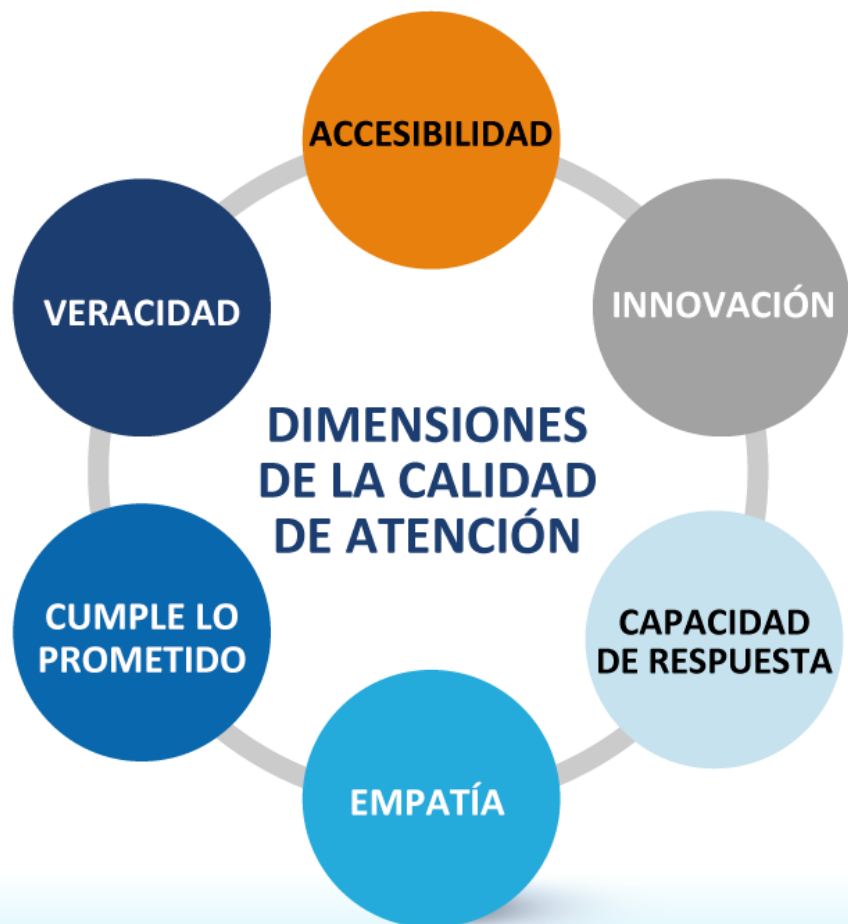 ACCESIBILIDAD
INNOVACIÓN
CAPACIDAD
DE RESPUESTA
EMPATÍA
CUMPLE LO
PROMETIDO
VERACIDAD
DIMENSIONES
DE LA CALIDAD
DE ATENCIÓN